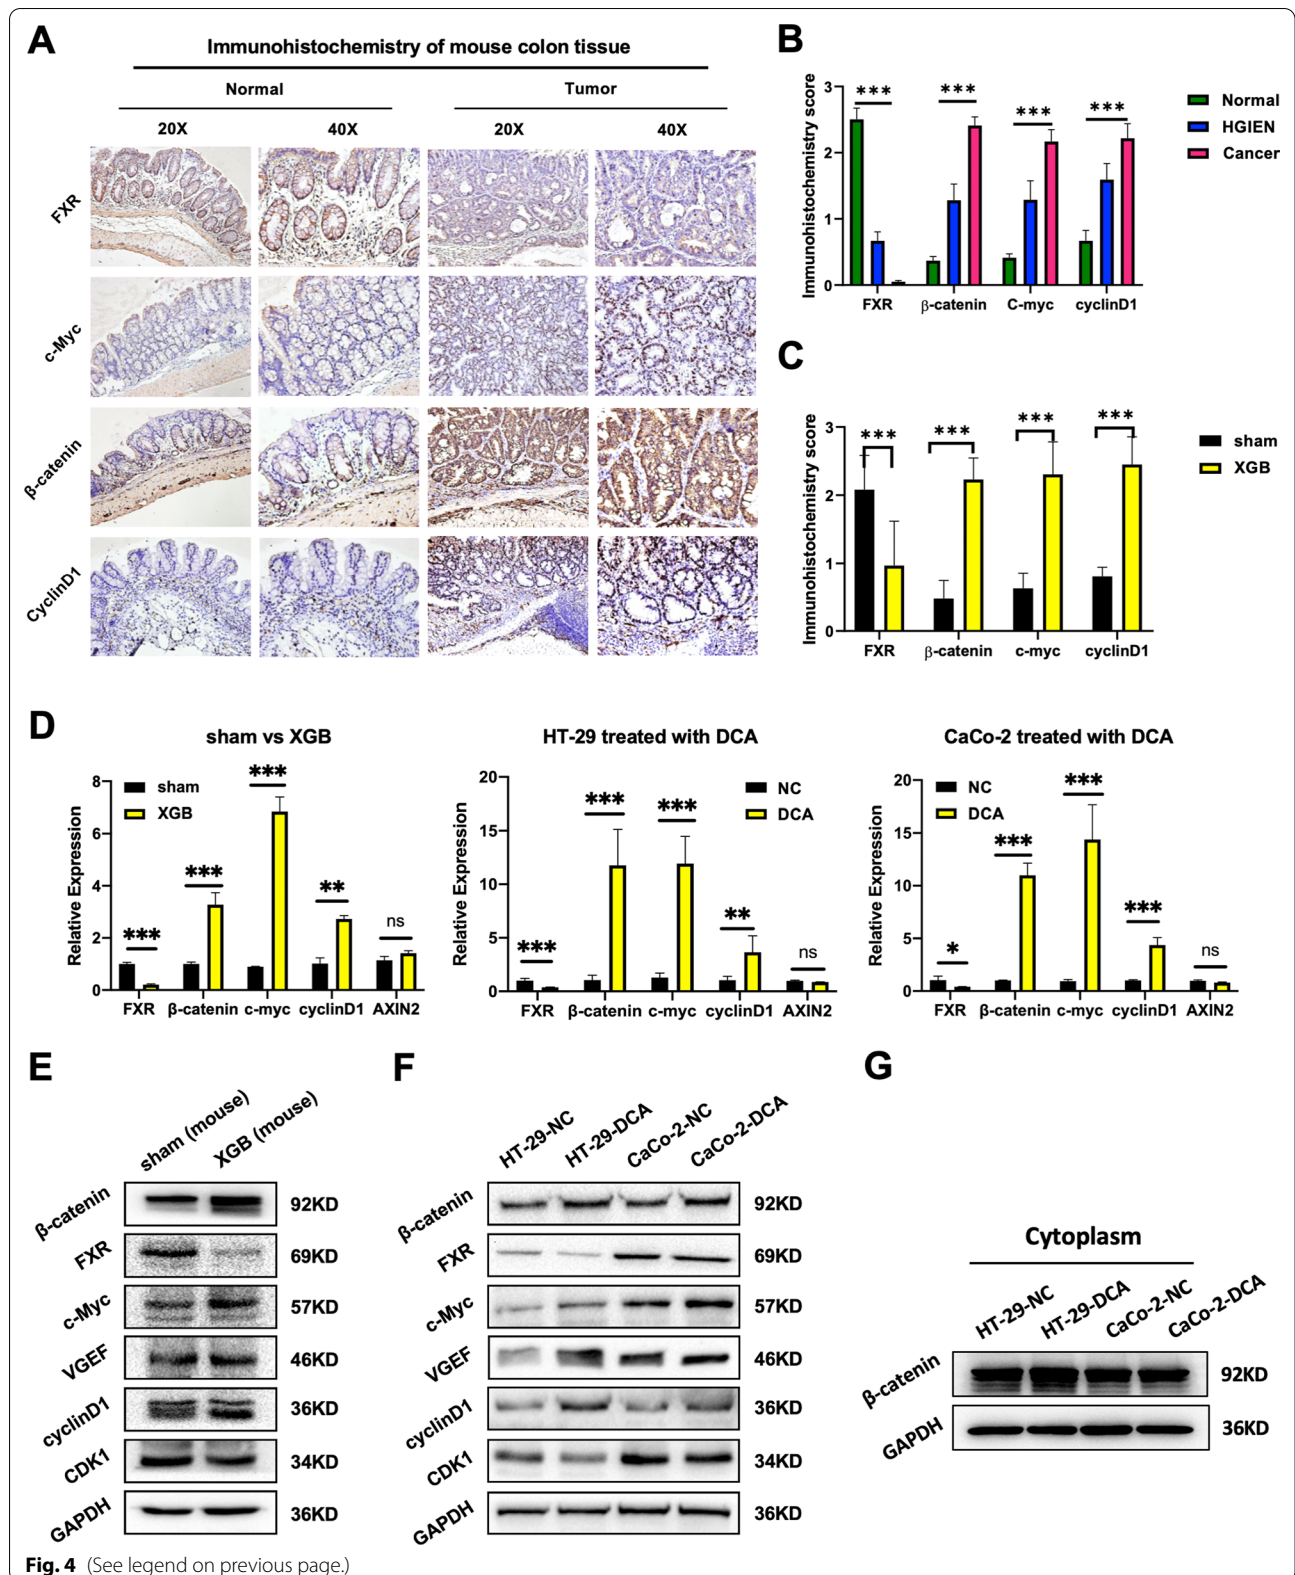 A
Immunohistochemistry of mouse colon tissue
Normal
Tumor
20X
40X
20X
40X
FXR
c-Myc
β-catenin
CyclinD1
B
Immunohistochemistry score
3
2
1
0
***
***
***
***
FXR
β-catenin
C-myc
cyclinD1
Normal
HGIEN
Cancer
C
Immunohistochemistry score
3
2
1
0
***
***
***
***
FXR
β-catenin
c-myc
cyclinD1
sham
XGB
D
sham vs XGB
Relative Expression
8
6
4
2
0
sham
XGB
***
***
***
**
ns
FXR
β-catenin
c-myc
cyclinD1
AXIN2
HT-29 treated with DCA
Relative Expression
20
15
10
5
0
NC
DCA
***
***
***
**
ns
FXR
β-catenin
c-myc
cyclinD1
AXIN2
CaCo-2 treated with DCA
Relative Expression
20
15
10
5
0
NC
DCA
*
***
***
***
ns
FXR
β-catenin
c-myc
cyclinD1
AXIN2
E
sham (mouse)
XGB (mouse)
β-catenin
92KD
FXR
69KD
c-Myc
57KD
VGEF
46KD
cyclinD1
36KD
CDK1
34KD
GAPDH
36KD
F
HT-29-NC
HT-29-DCA
CaCo-2-NC
CaCo-2-DCA
β-catenin
92KD
FXR
69KD
c-Myc
57KD
VGEF
46KD
cyclinD1
36KD
CDK1
34KD
GAPDH
36KD
G
Cytoplasm
HT-29-NC
HT-29-DCA
CaCo-2-NC
CaCo-2-DCA
β-catenin
92KD
GAPDH
36KD
Fig. 4 (See legend on previous page.)